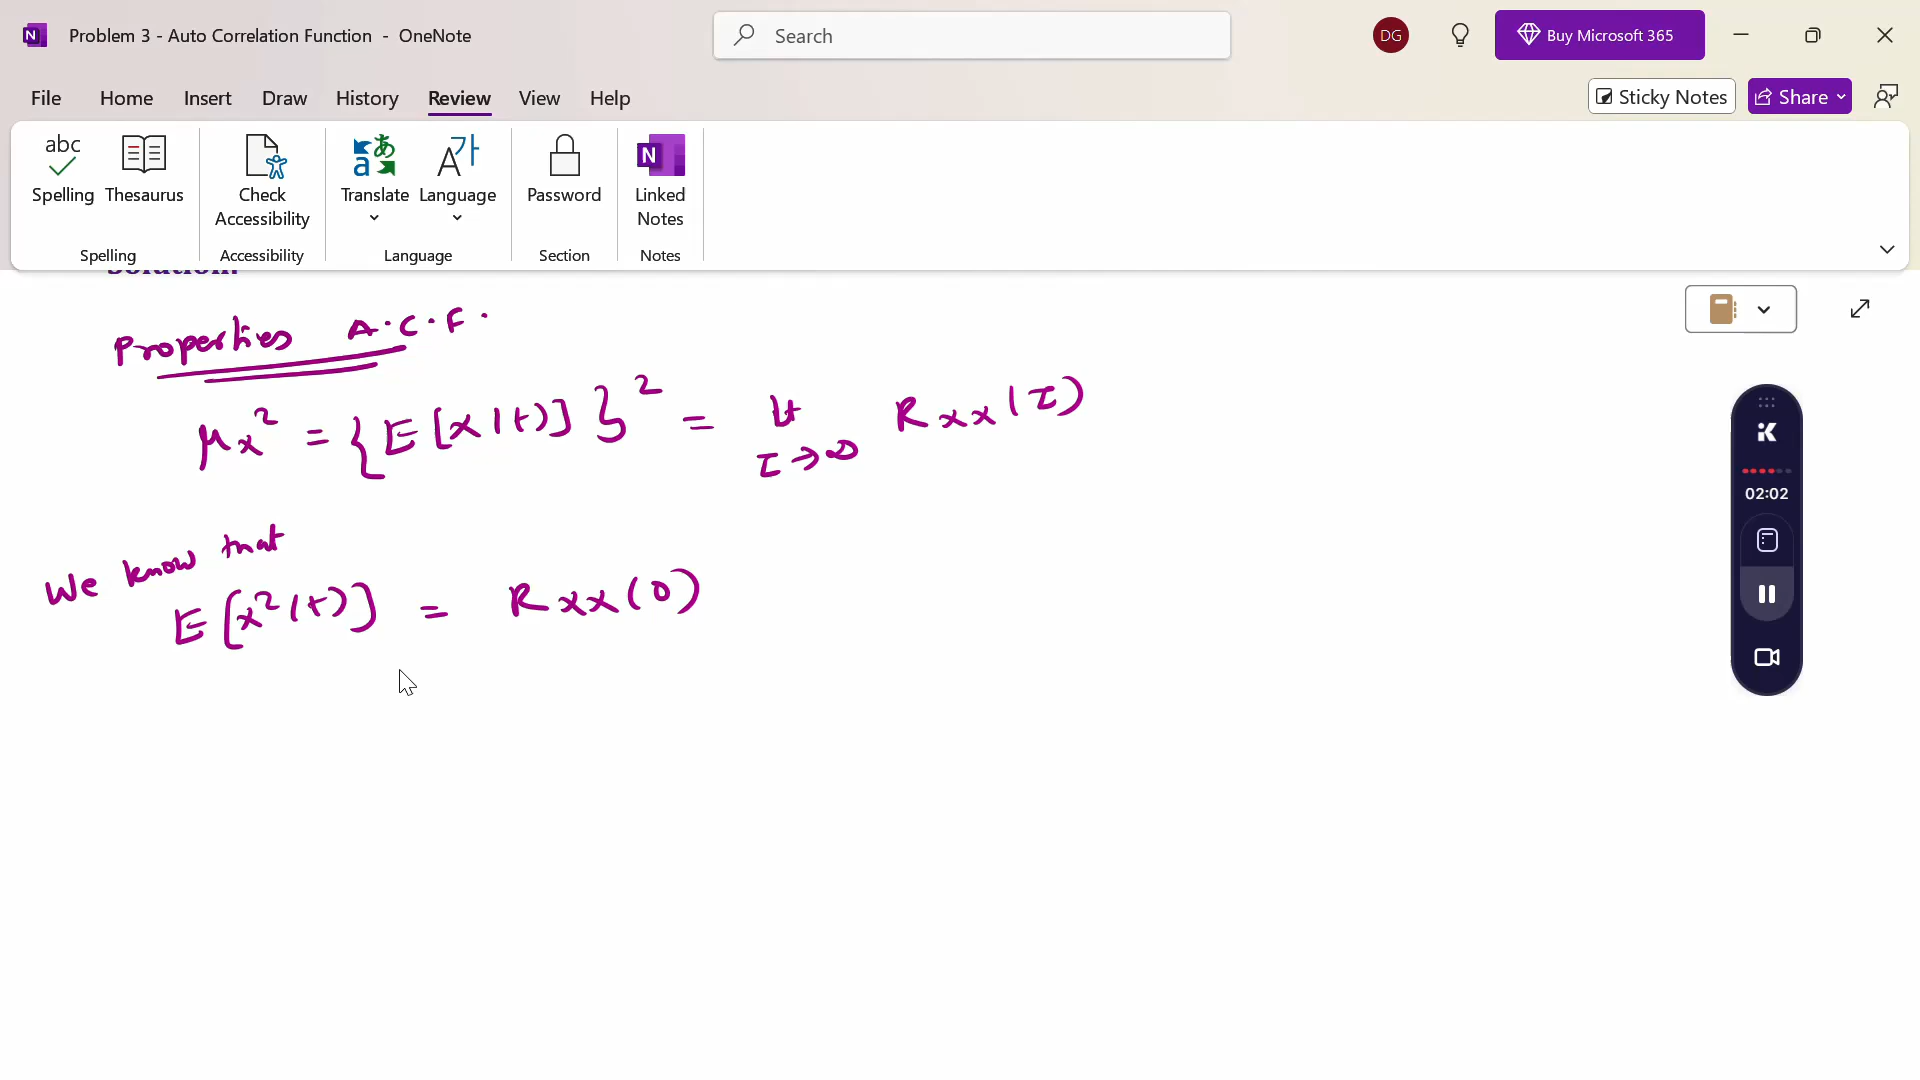 Problem 3 - Auto Correlation Function - OneNote
Search
DG
Buy Microsoft 365
File Home Insert Draw History Review View Help
Sticky Notes
Share
abc
Spelling
Thesaurus
Check
Accessibility
Translate
Language
Password
Linked
Notes
Spelling
Accessibility
Language
Section
Notes
Solution:
Properties A.C.F.
μx² = {E[x(t)]}² = lt τ→∞ Rxx(τ)
02:02
We know that
E[x²(t)] = Rxx(0)